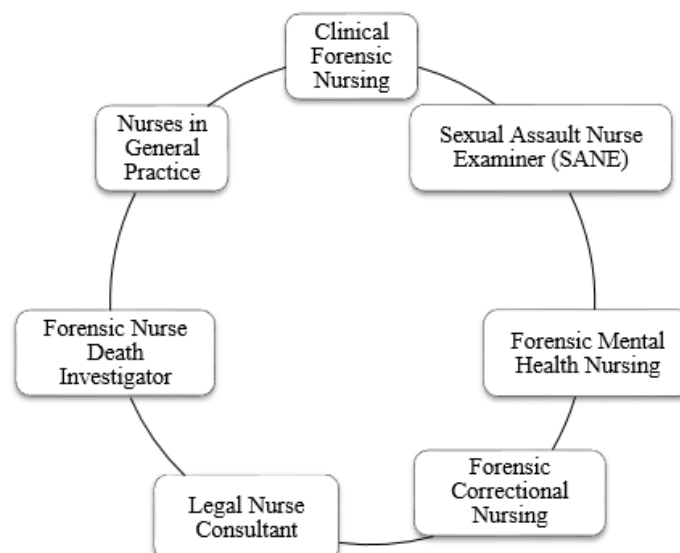 Clinical
Forensic
Nursing
Sexual Assault Nurse
Examiner (SANE)
Forensic Mental
Health Nursing
Forensic
Correctional
Nursing
Legal Nurse
Consultant
Forensic Nurse
Death
Investigator
Nurses in
General
Practice